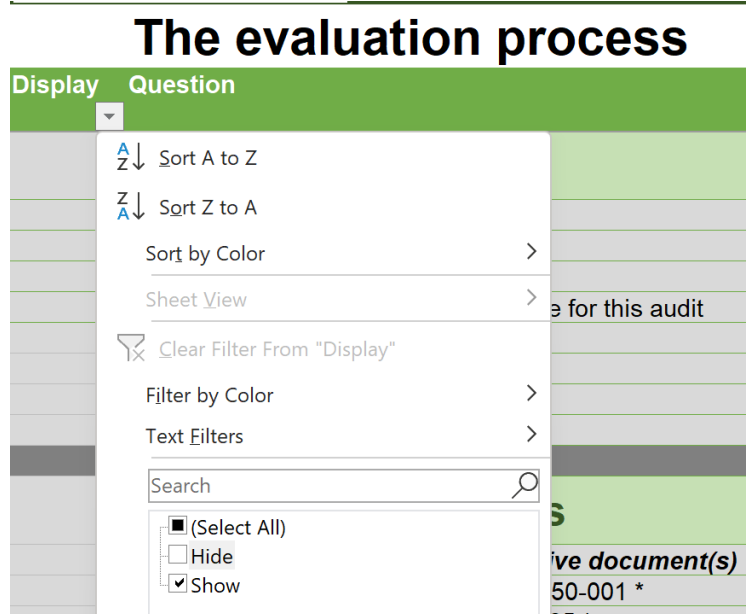 The evaluation process
Display Question
Sort A to Z
Sort Z to A
Sort by Color
Sheet View
e for this audit
Clear Filter From "Display"
Filter by Color
Text Filters
Search
s
(Select All)
Hide
ive document(s)
Show
50-001 *